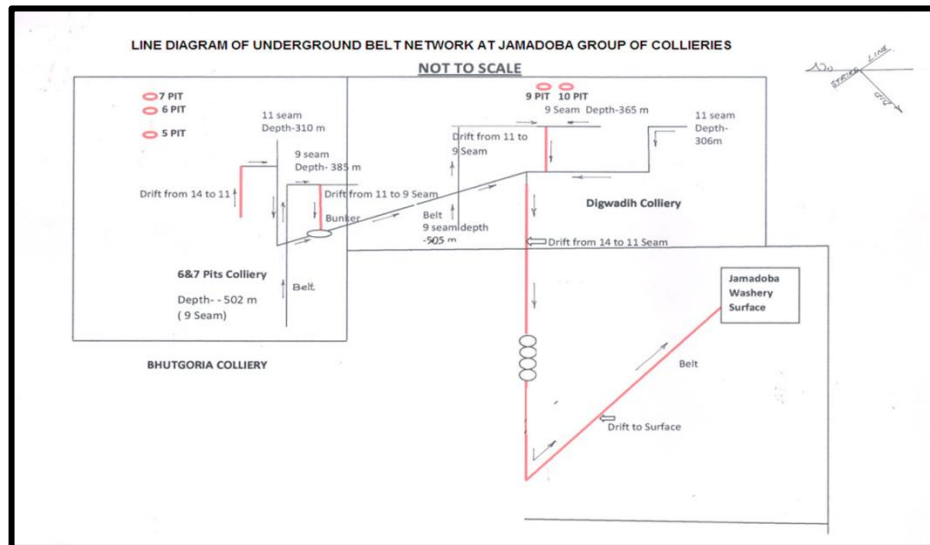 LINE DIAGRAM OF UNDERGROUND BELT NETWORK AT JAMADOBA GROUP OF COLLIERIES
NOT TO SCALE
STRIKE LINE
DIP
7 PIT
6 PIT
5 PIT
11 seam
Depth-310 m
9 seam
Depth- 385 m
Drift from 14 to 11
Drift from 11 to 9 Seam
Bunker
6&7 Pits Colliery
Depth- - 502 m
( 9 Seam)
Belt
BHUTGORIA COLLIERY
9 PIT 10 PIT
9 Seam Depth-365 m
Drift from 11 to
9 Seam
11 seam
Depth-
306m
Belt
9 seam depth
-505 m
Digwadih Colliery
Drift from 14 to 11 Seam
Jamadoba
Washery
Surface
Belt
Drift to Surface